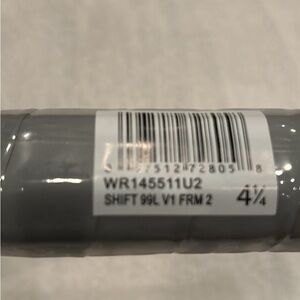 7512 72805 8
WR145511U2
SHIFT 99L V1 FRM 2
4¼